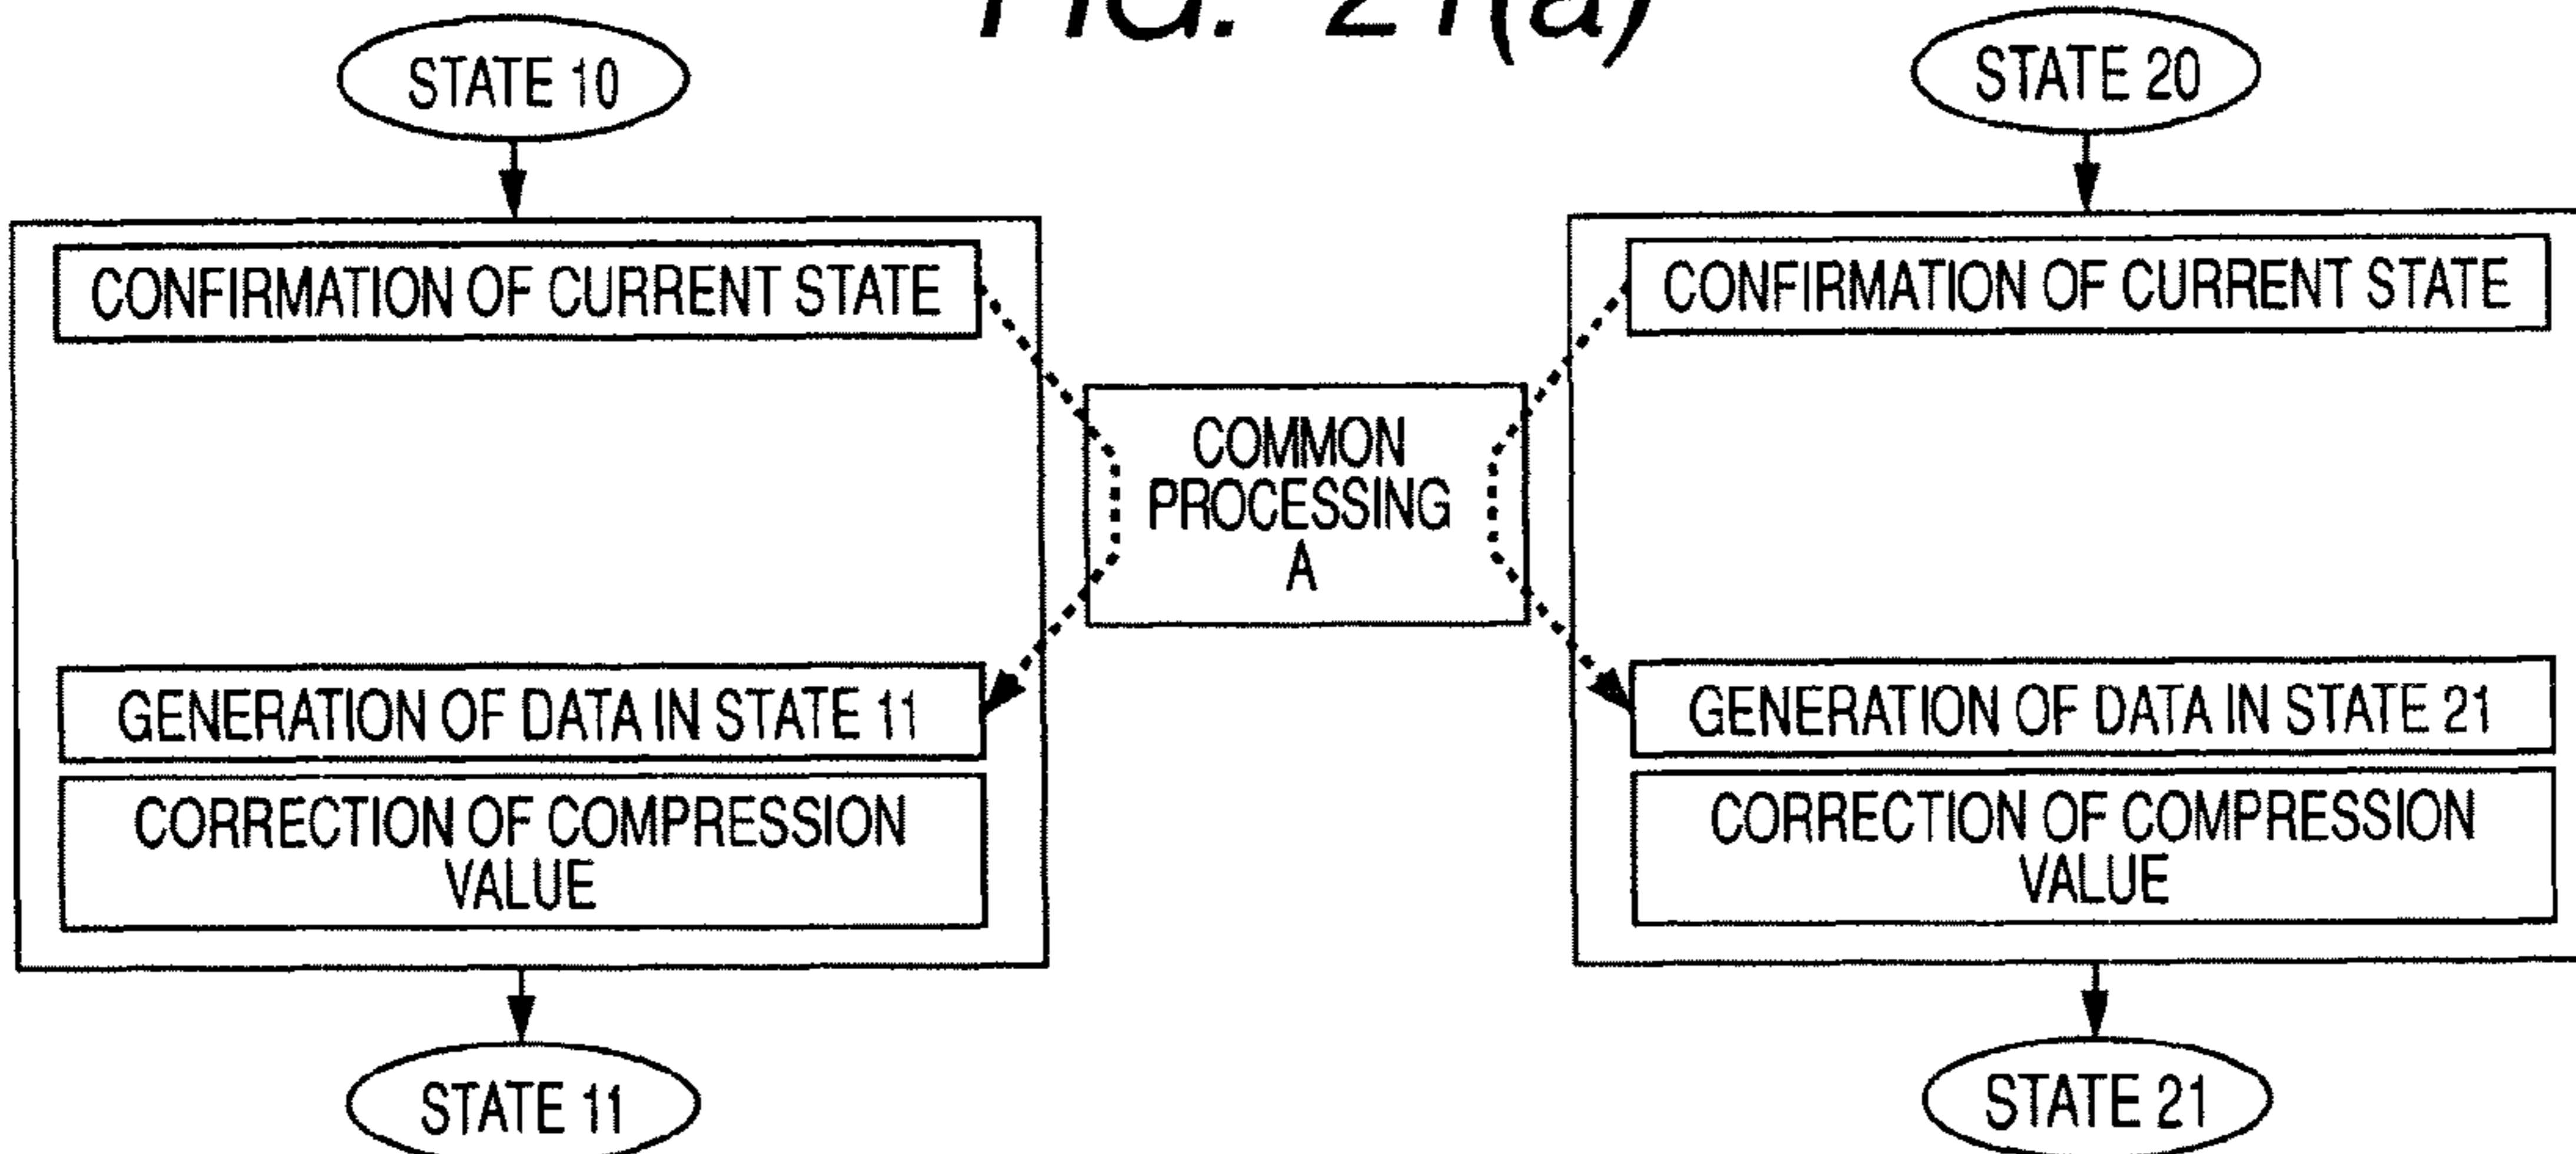 FIG. 21(a)
STATE 10
STATE 20
CONFIRMATION OF CURRENT STATE
CONFIRMATION OF CURRENT STATE
COMMON
PROCESSING
A
GENERATION OF DATA IN STATE 11
GENERATION OF DATA IN STATE 21
CORRECTION OF COMPRESSION
VALUE
CORRECTION OF COMPRESSION
VALUE
STATE 11
STATE 21